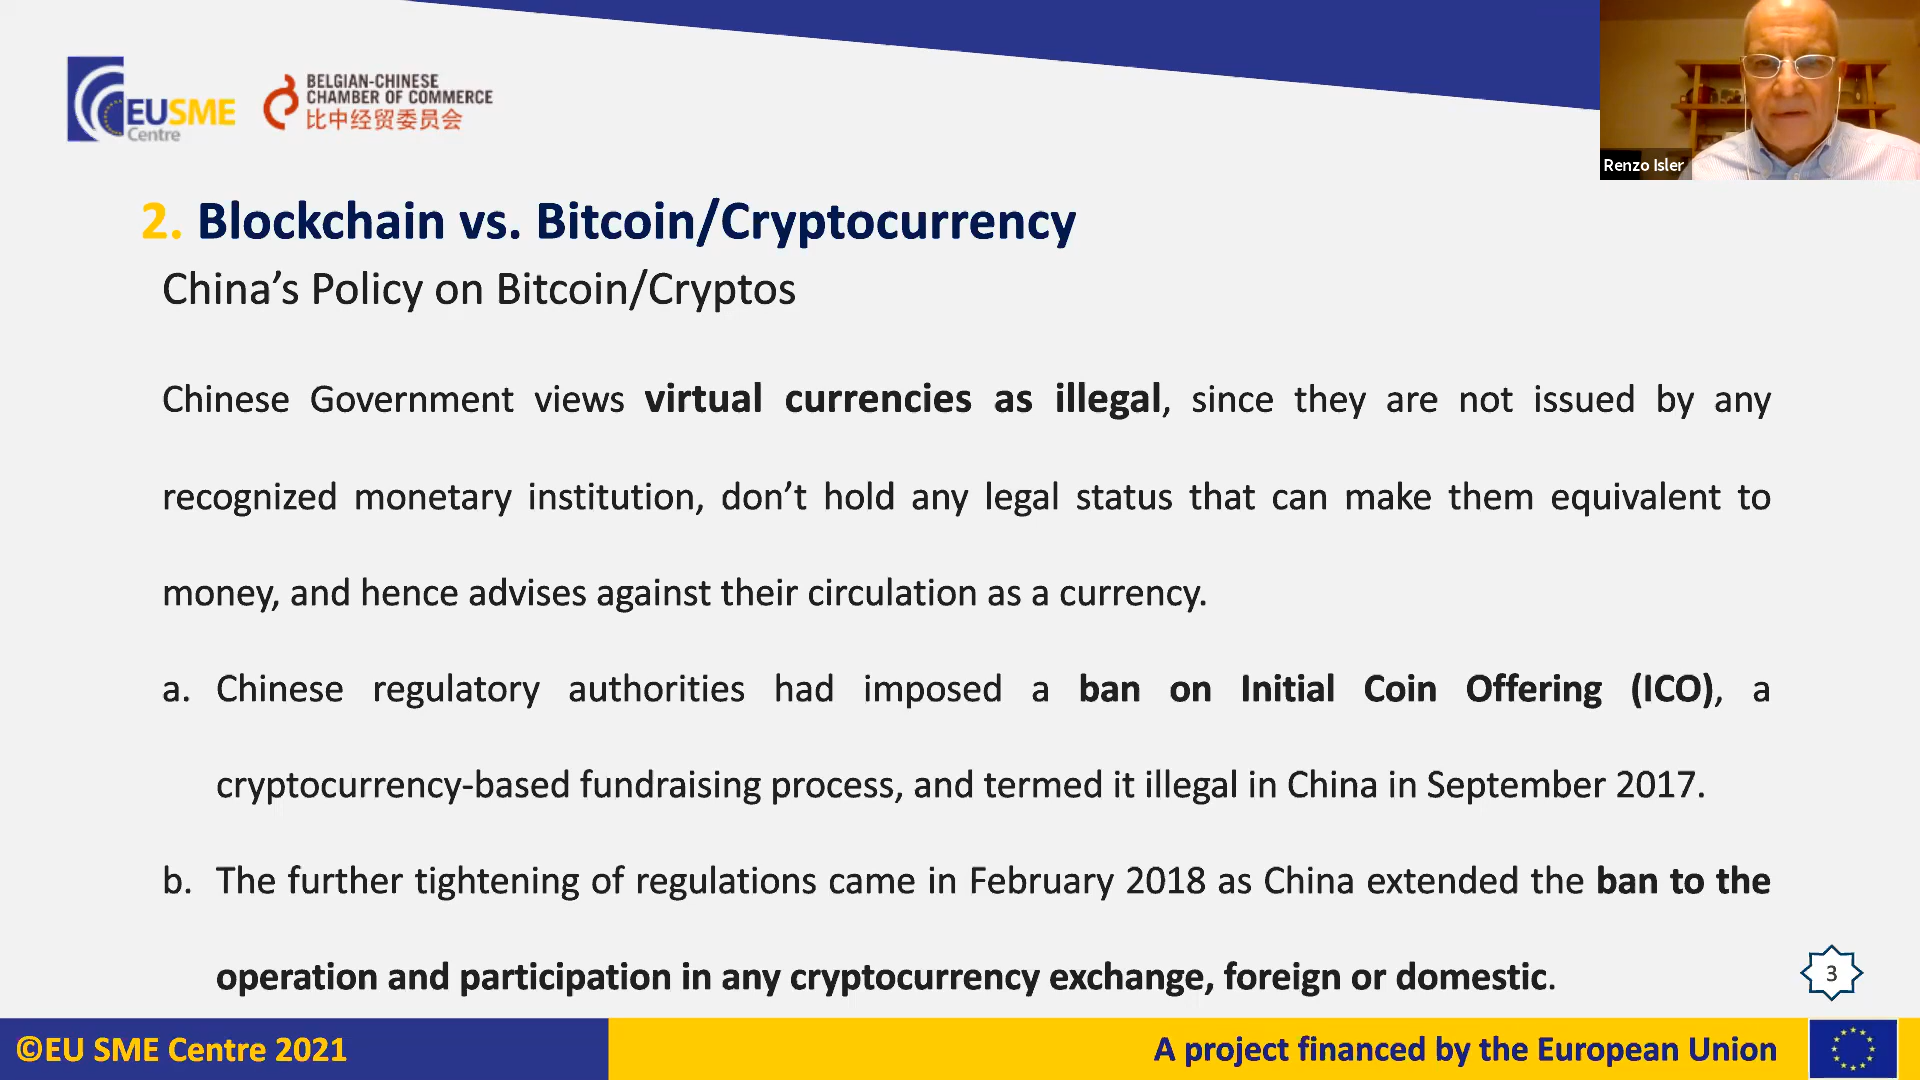 EUSME
Centre
BELGIAN-CHINESE
CHAMBER OF COMMERCE
比中经贸委员会
Renzo Isler
2. Blockchain vs. Bitcoin/Cryptocurrency
China’s Policy on Bitcoin/Cryptos
Chinese Government views virtual currencies as illegal, since they are not issued by any
recognized monetary institution, don’t hold any legal status that can make them equivalent to
money, and hence advises against their circulation as a currency.
a. Chinese regulatory authorities had imposed a ban on Initial Coin Offering (ICO), a
cryptocurrency-based fundraising process, and termed it illegal in China in September 2017.
b. The further tightening of regulations came in February 2018 as China extended the ban to the
operation and participation in any cryptocurrency exchange, foreign or domestic.
3
©EU SME Centre 2021
A project financed by the European Union